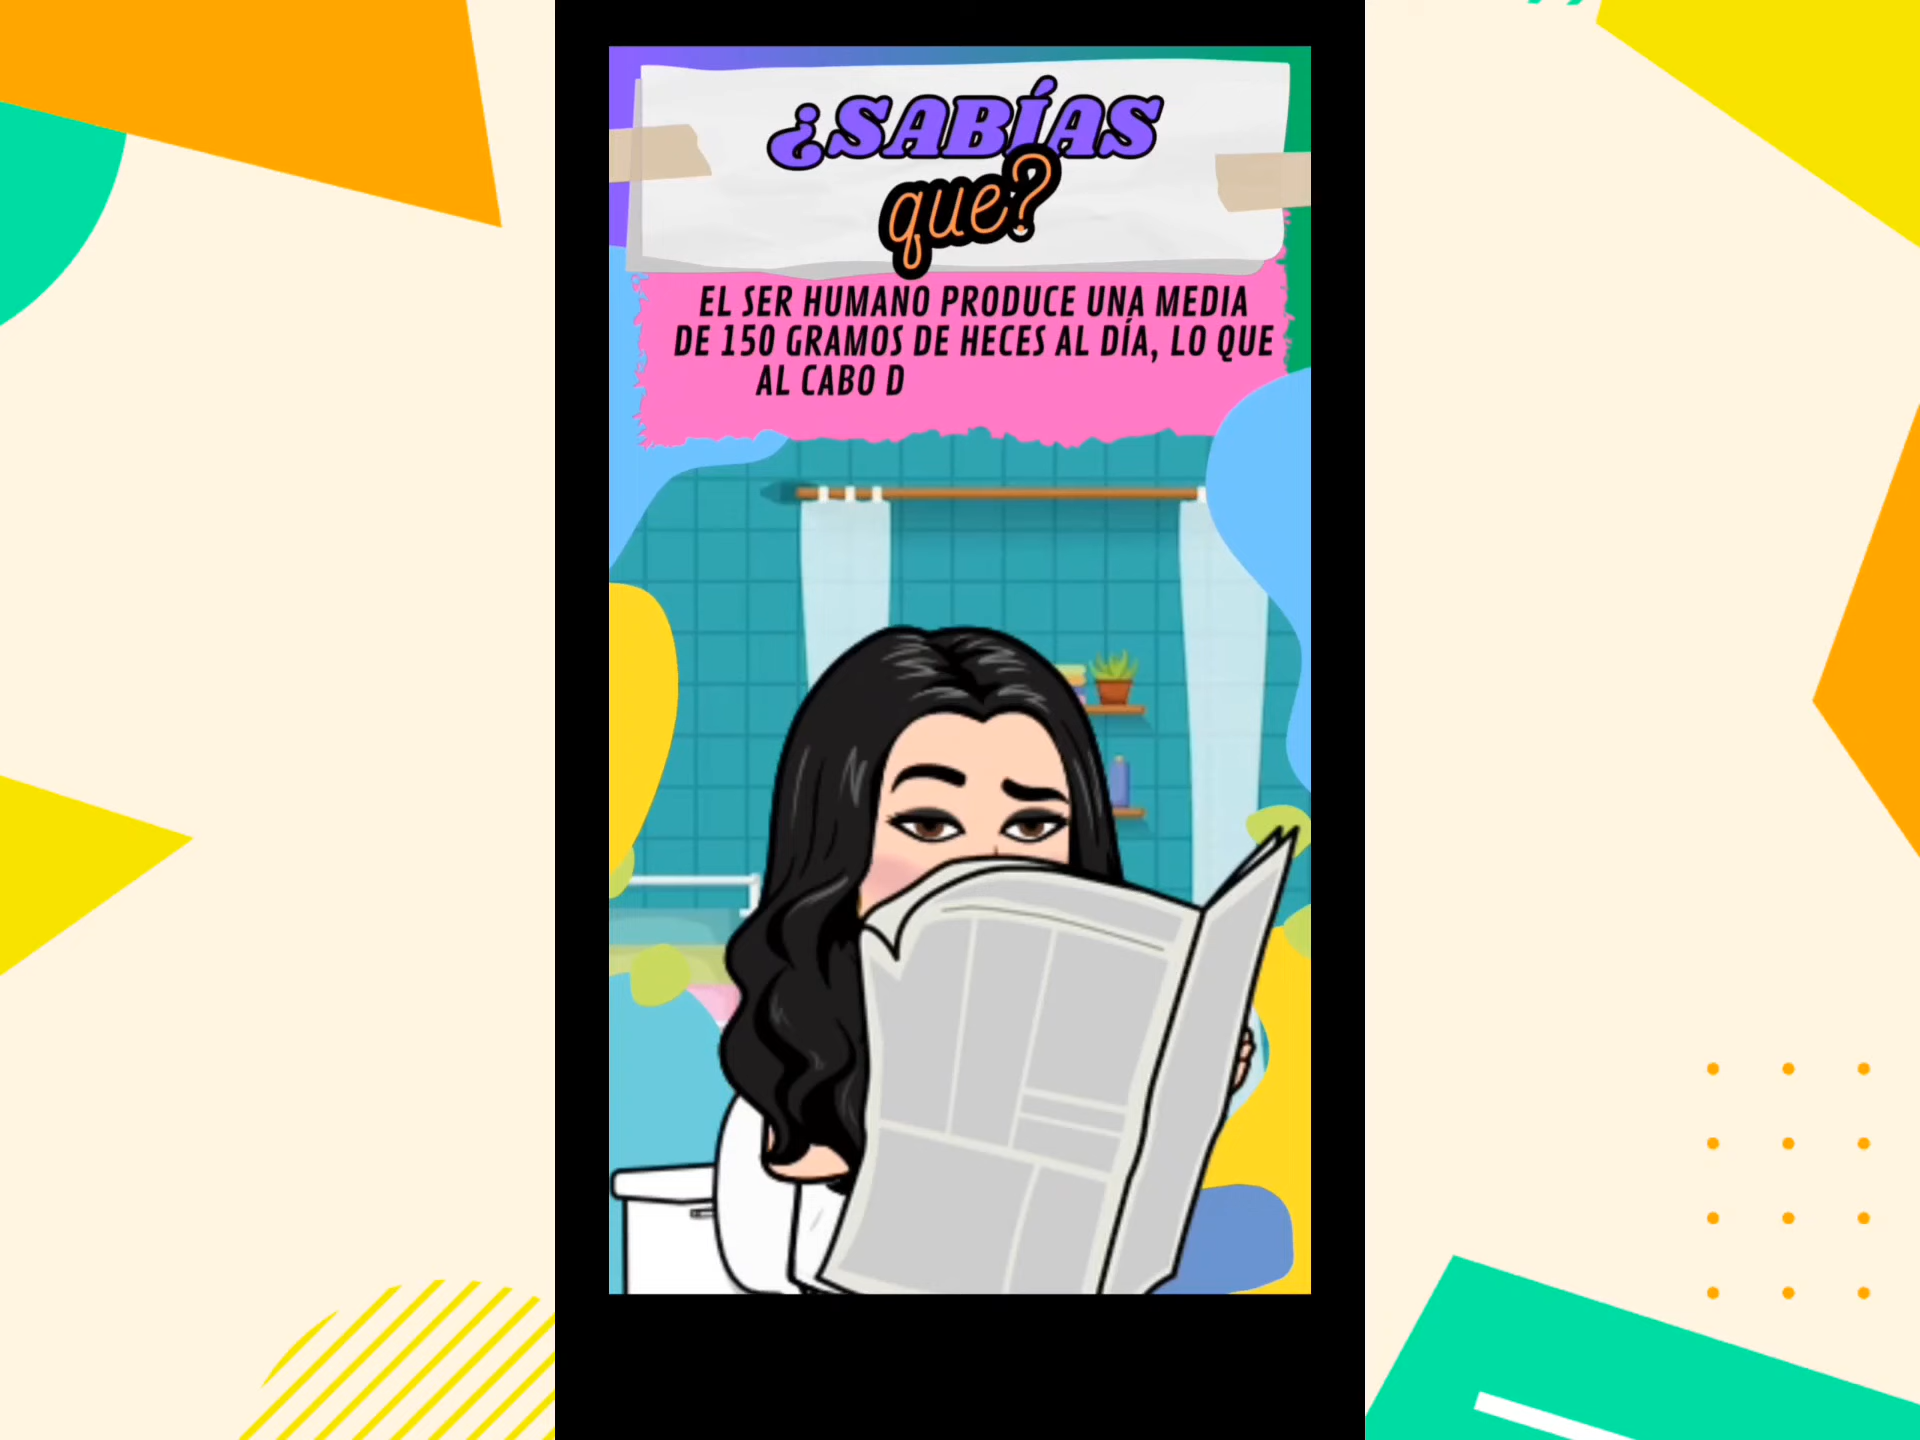 ¿SABÍAS
que?
EL SER HUMANO PRODUCE UNA MEDIA
DE 150 GRAMOS DE HECES AL DÍA, LO QUE
AL CABO D